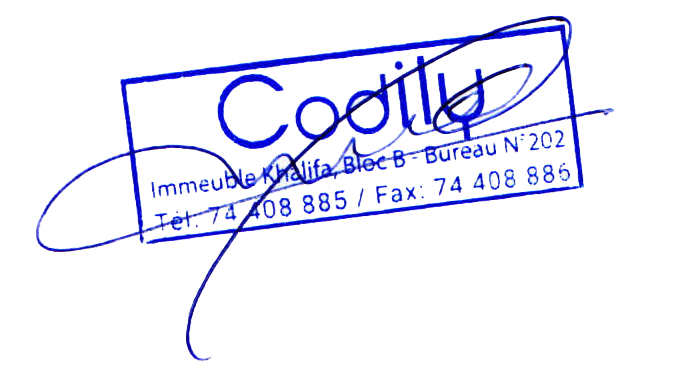 Codily
Immeuble Khalifa, Bloc B - Bureau N°202
Tél: 74 408 885 / Fax: 74 408 886